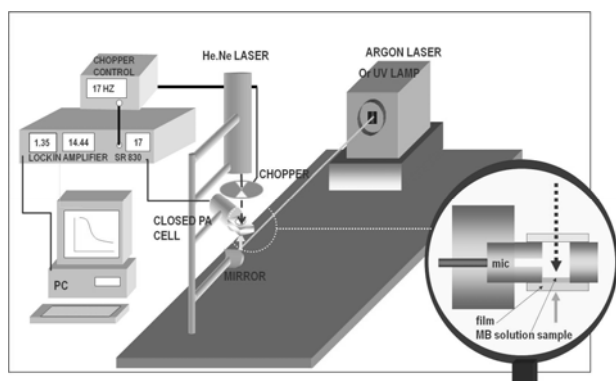 CHOPPER
CONTROL
17 HZ
He.Ne LASER
ARGON LASER
Or UV LAMP
1.35
14.44
17
LOCKIN AMPLIFIER SR 830
CHOPPER
CLOSED PA
CELL
PC
MIRROR
mic
film
MB solution sample